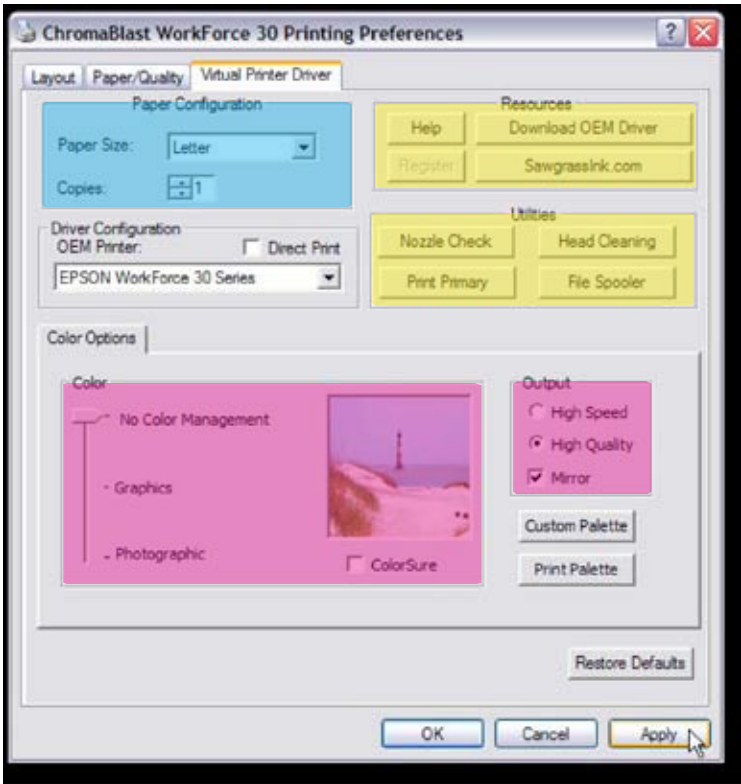 ChromaBlast WorkForce 30 Printing Preferences
?
Layout Paper/Quality Virtual Printer Driver
Paper Configuration
Paper Size: Letter
Copies: 1
Resources
Help Download OEM Driver
Register SawgrassInk.com
Driver Configuration
OEM Printer: Direct Print
EPSON WorkForce 30 Series
Utilities
Nozzle Check Head Cleaning
Print Primary File Spooler
Color Options
Color
No Color Management
- Graphics
- Photographic
ColorSure
Output
High Speed
High Quality
Mirror
Custom Palette
Print Palette
Restore Defaults
OK Cancel Apply